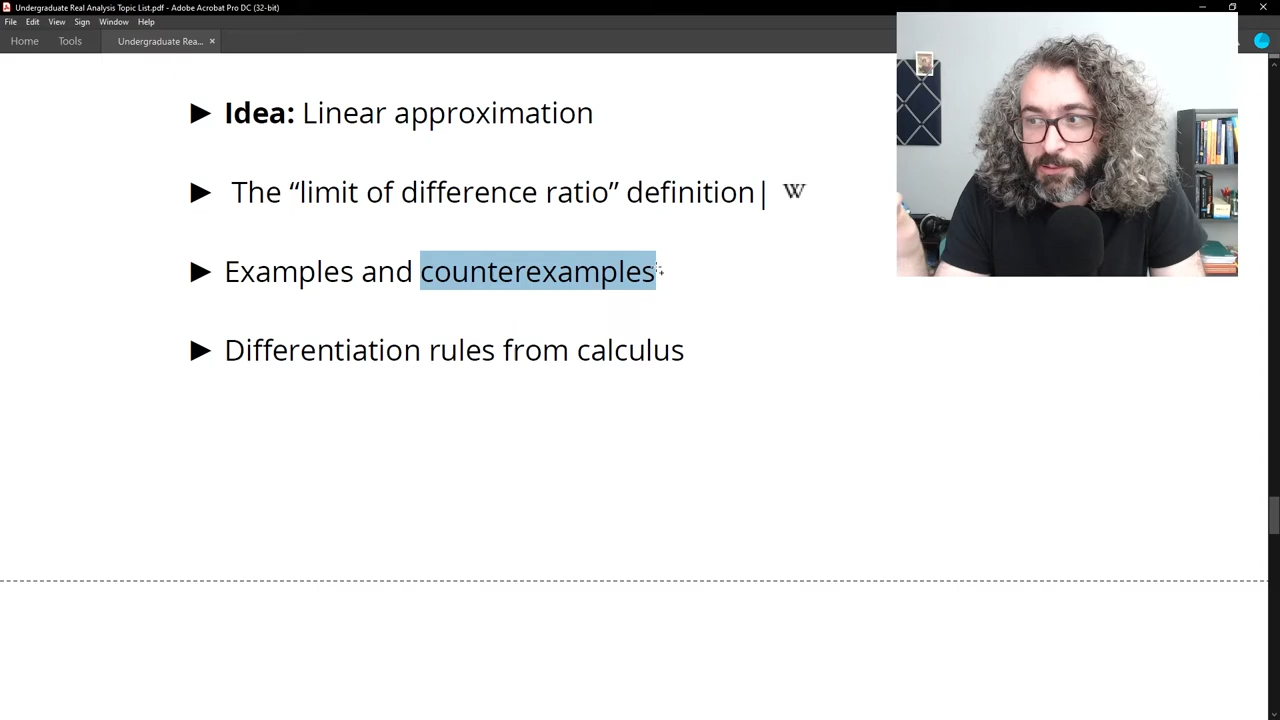 Undergraduate Real Analysis Topic List.pdf - Adobe Acrobat Pro DC (32-bit)
File Edit View Sign Window Help
Home Tools Undergraduate Rea... ×
► Idea: Linear approximation
► The “limit of difference ratio” definition| W
► Examples and counterexamples
► Differentiation rules from calculus